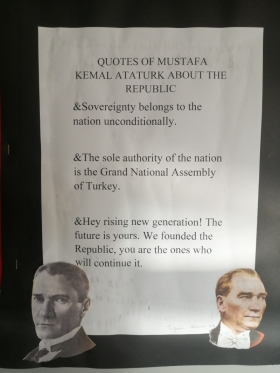 QUOTES OF MUSTAFA
KEMAL ATATURK ABOUT THE
REPUBLIC
&Sovereignty belongs to the
nation unconditionally.
&The sole authority of the nation
is the Grand National Assembly
of Turkey.
&Hey rising new generation! The
future is yours. We founded the
Republic, you are the ones who
will continue it.